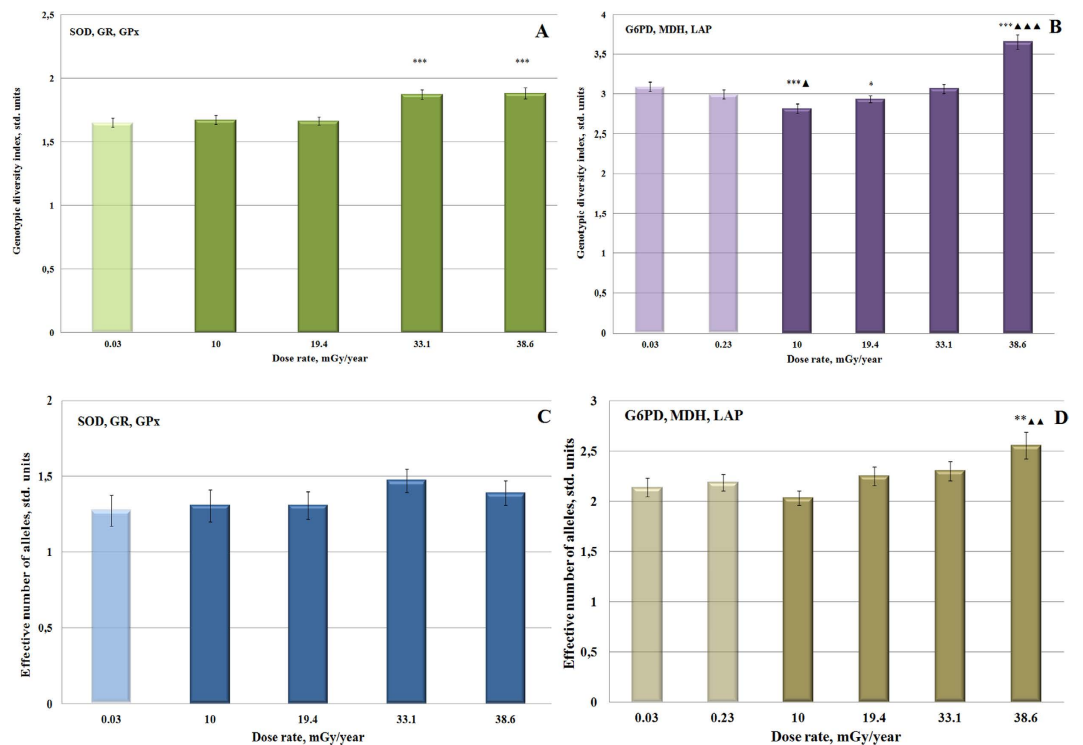 SOD, GR, GPx
A
Genotypic diversity index, std. units
2,5
2
1,5
1
0,5
0
*** ***
0.03 10 19.4 33.1 38.6
Dose rate, mGy/year
G6PD, MDH, LAP
B
Genotypic diversity index, std. units
4
3,5
3
2,5
2
1,5
1
0,5
0
***▲ * ***▲▲▲
0.03 0.23 10 19.4 33.1 38.6
Dose rate, mGy/year
SOD, GR, GPx
C
Effective number of alleles, std. units
2
1,5
1
0,5
0
0.03 10 19.4 33.1 38.6
Dose rate, mGy/year
G6PD, MDH, LAP
D
Effective number of alleles, std. units
3
2,5
2
1,5
1
0,5
0
**▲▲
0.03 0.23 10 19.4 33.1 38.6
Dose rate, mGy/year